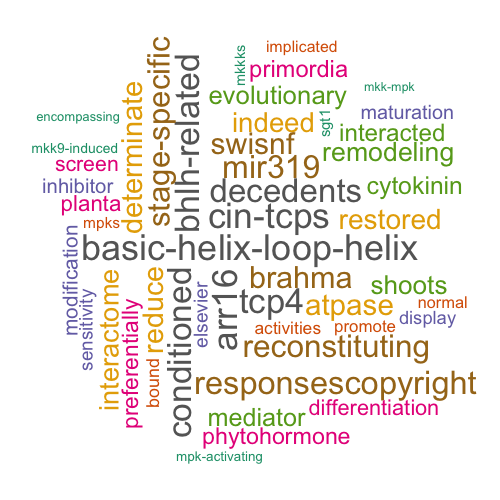 implicated
mkkks
primordia
mkk-mpk
stage-specific
bhlh-related
determinate
evolutionary
encompassing
indeed
sgt1
maturation
interacted
mkk9-induced
swisnf
remodeling
screen
mir319
inhibitor
decedents
cytokinin
planta
cin-tcps
restored
mpks
basic-helix-loop-helix
modification
sensitivity
interactome
preferentially
reduce
bound
conditioned
elsevier
arr16
brahma
tcp4
atpase
shoots
normal
activities
promote
display
reconstituting
responsescopyright
mediator
differentiation
phytohormone
mpk-activating